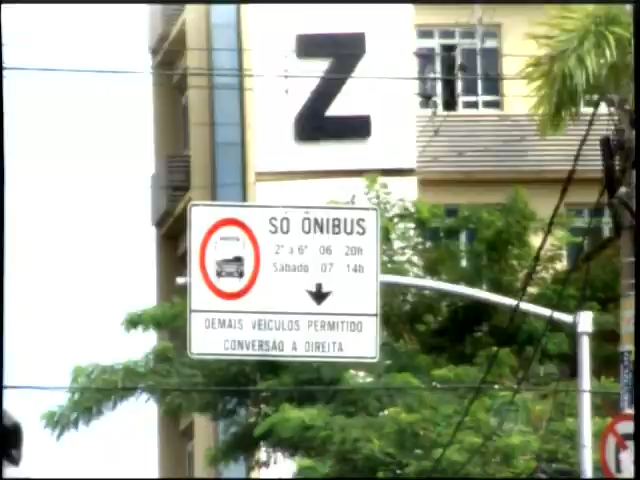 Z
SÓ ÔNIBUS
2ª à 6ª 06 20h
Sábado 07 14h
DEMAIS VEÍCULOS PERMITIDO
CONVERSÃO À DIREITA